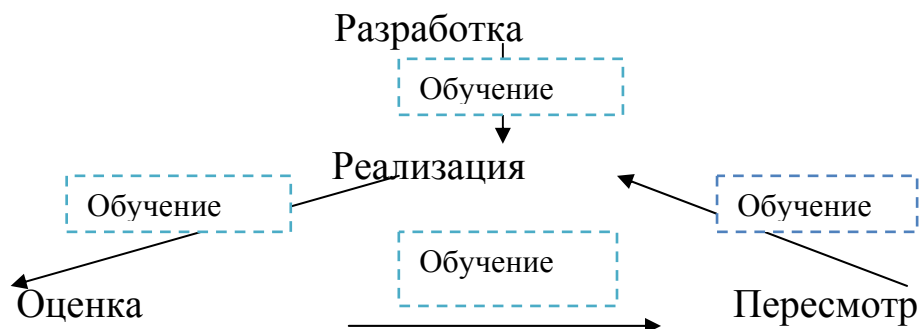 Разработка
Обучение
Реализация
Обучение
Обучение
Обучение
Оценка
Пересмотр